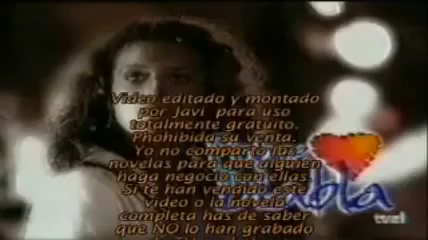 Video editado y montado
por Javi para uso
totalmente gratuito.
Prohibida su venta.
Yo no comparto las
novelas para que alguien
haga negocio con ellas.
Si te han vendido este
video o la novela
completa has de saber
que NO lo han grabado
tve1